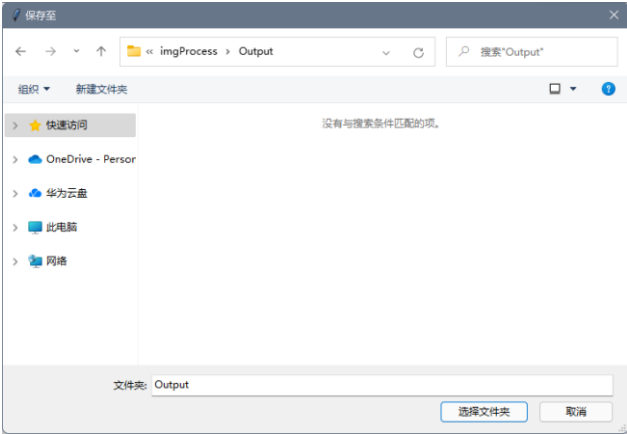 保存至
« imgProcess › Output
搜索"Output"
组织
新建文件夹
快速访问
没有与搜索条件匹配的项。
OneDrive - Person
华为云盘
此电脑
网络
文件夹: Output
选择文件夹
取消